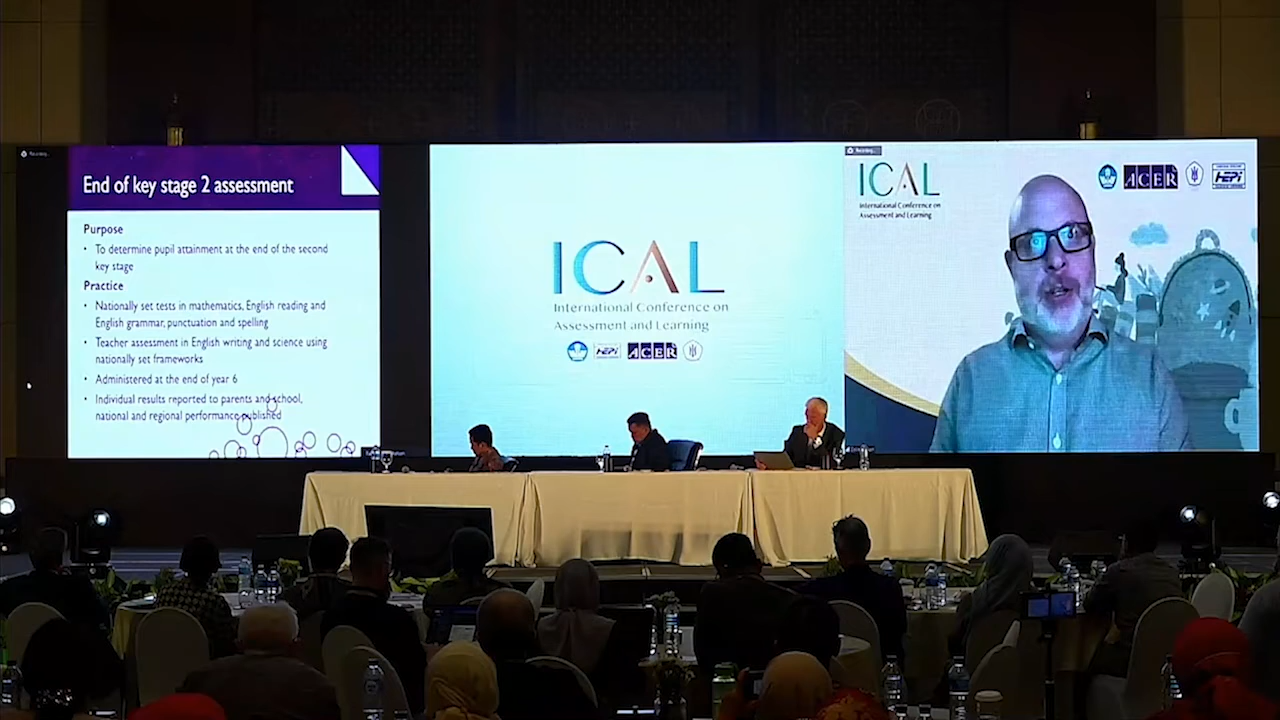 End of key stage 2 assessment
Purpose
• To determine pupil attainment at the end of the second
key stage
Practice
• Nationally set tests in mathematics, English reading and
English grammar, punctuation and spelling
• Teacher assessment in English writing and science using
nationally set frameworks
• Administered at the end of year 6
• Individual results reported to parents and school,
national and regional performance published
ICAL
International Conference on
Assessment and Learning
HEPI
ACER
ICAL
International Conference on
Assessment and Learning
ACER
HEPI